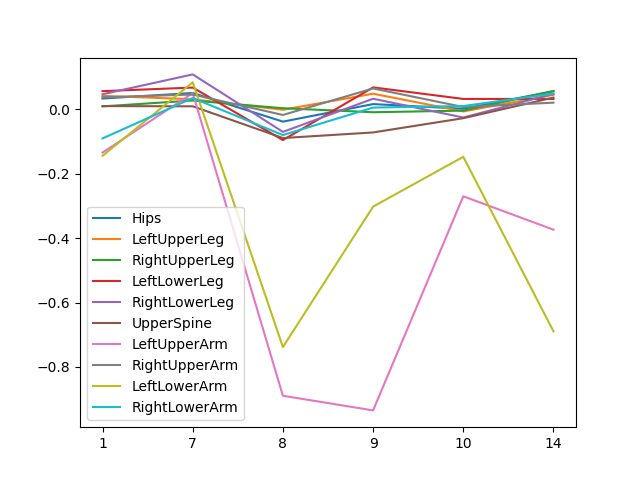 0.0
−0.2
−0.4
−0.6
−0.8
Hips
LeftUpperLeg
RightUpperLeg
LeftLowerLeg
RightLowerLeg
UpperSpine
LeftUpperArm
RightUpperArm
LeftLowerArm
RightLowerArm
1 7 8 9 10 14